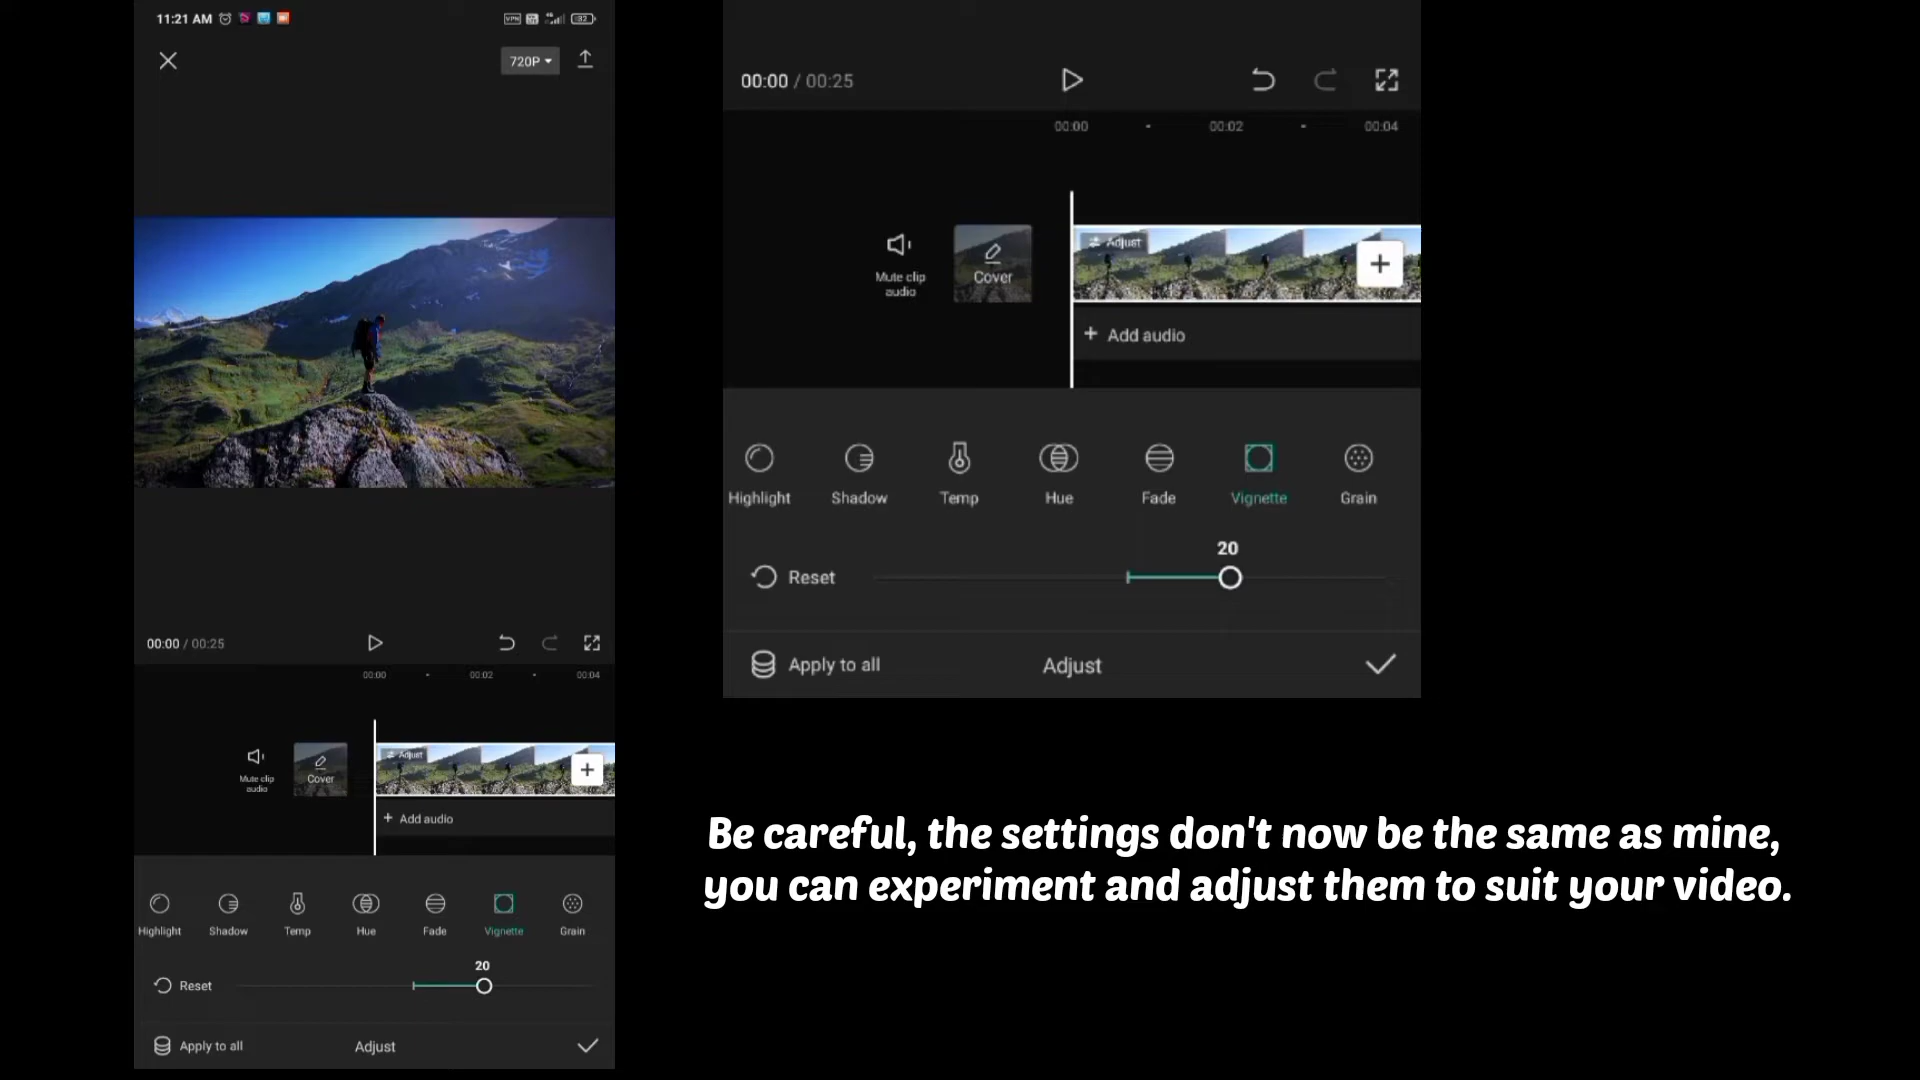 11:21 AM
VPN
32
720P
00:00 / 00:25
00:00 00:02 00:04
Adjust
Mute clip
audio
Cover
+ Add audio
Highlight Shadow Temp Hue Fade Vignette Grain
20
Reset
Apply to all Adjust
00:00 / 00:25
00:00 00:02 00:04
Adjust
Mute clip
audio
Cover
+ Add audio
Highlight Shadow Temp Hue Fade Vignette Grain
20
Reset
Apply to all Adjust
Be careful, the settings don't now be the same as mine,
you can experiment and adjust them to suit your video.